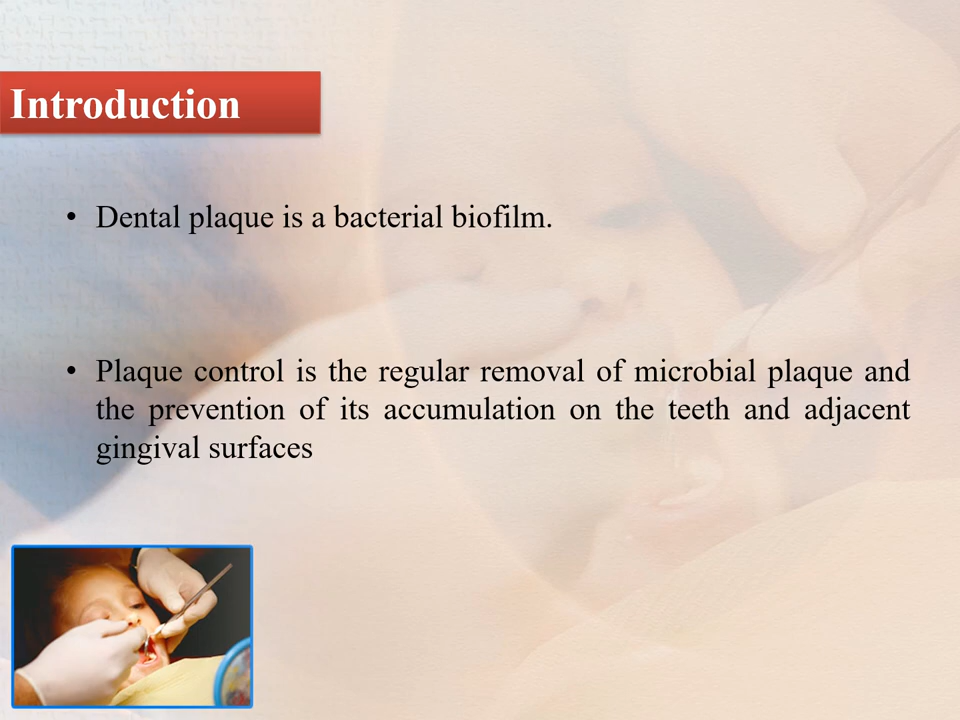 Introduction
• Dental plaque is a bacterial biofilm.
• Plaque control is the regular removal of microbial plaque and
the prevention of its accumulation on the teeth and adjacent
gingival surfaces